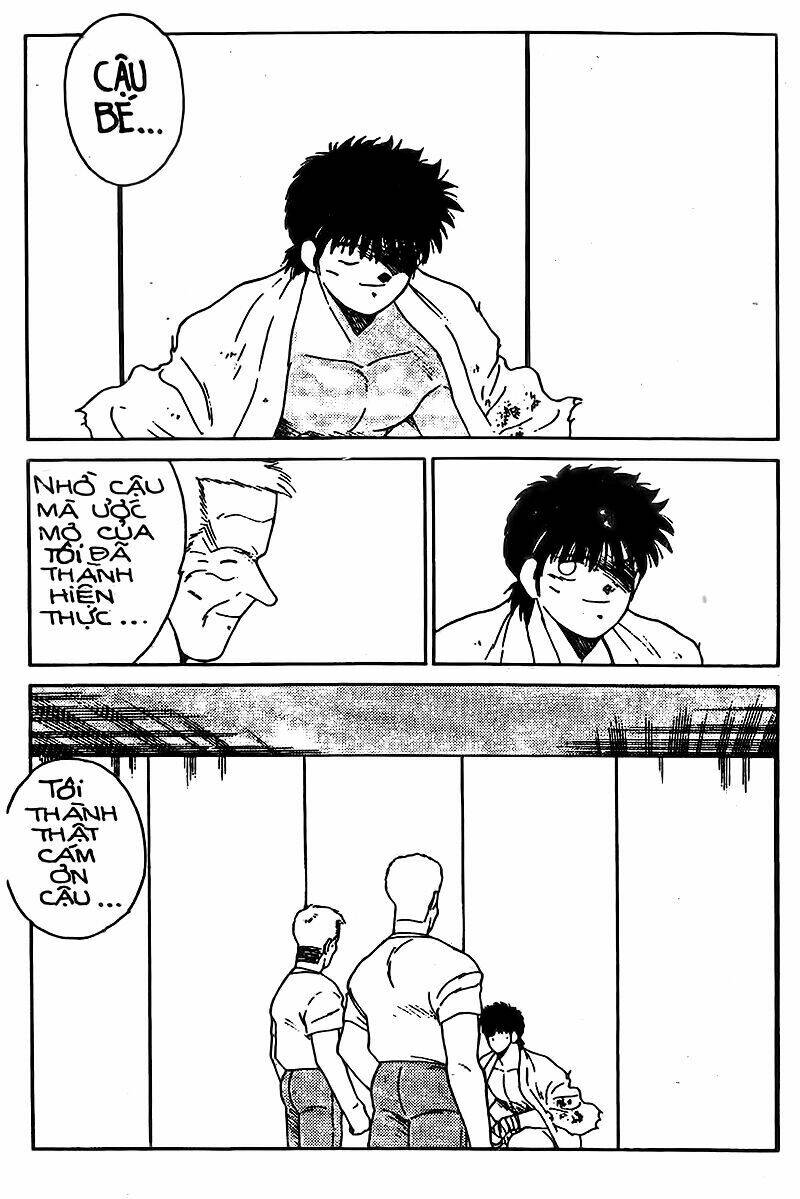 CẬU
BÉ...
NHỜ CẬU
MÀ ƯỚC
MƠ CỦA
TÔI ĐÃ
THÀNH
HIỆN
THỰC...
TÔI
THÀNH
THẬT
CÁM
ƠN
CẬU...